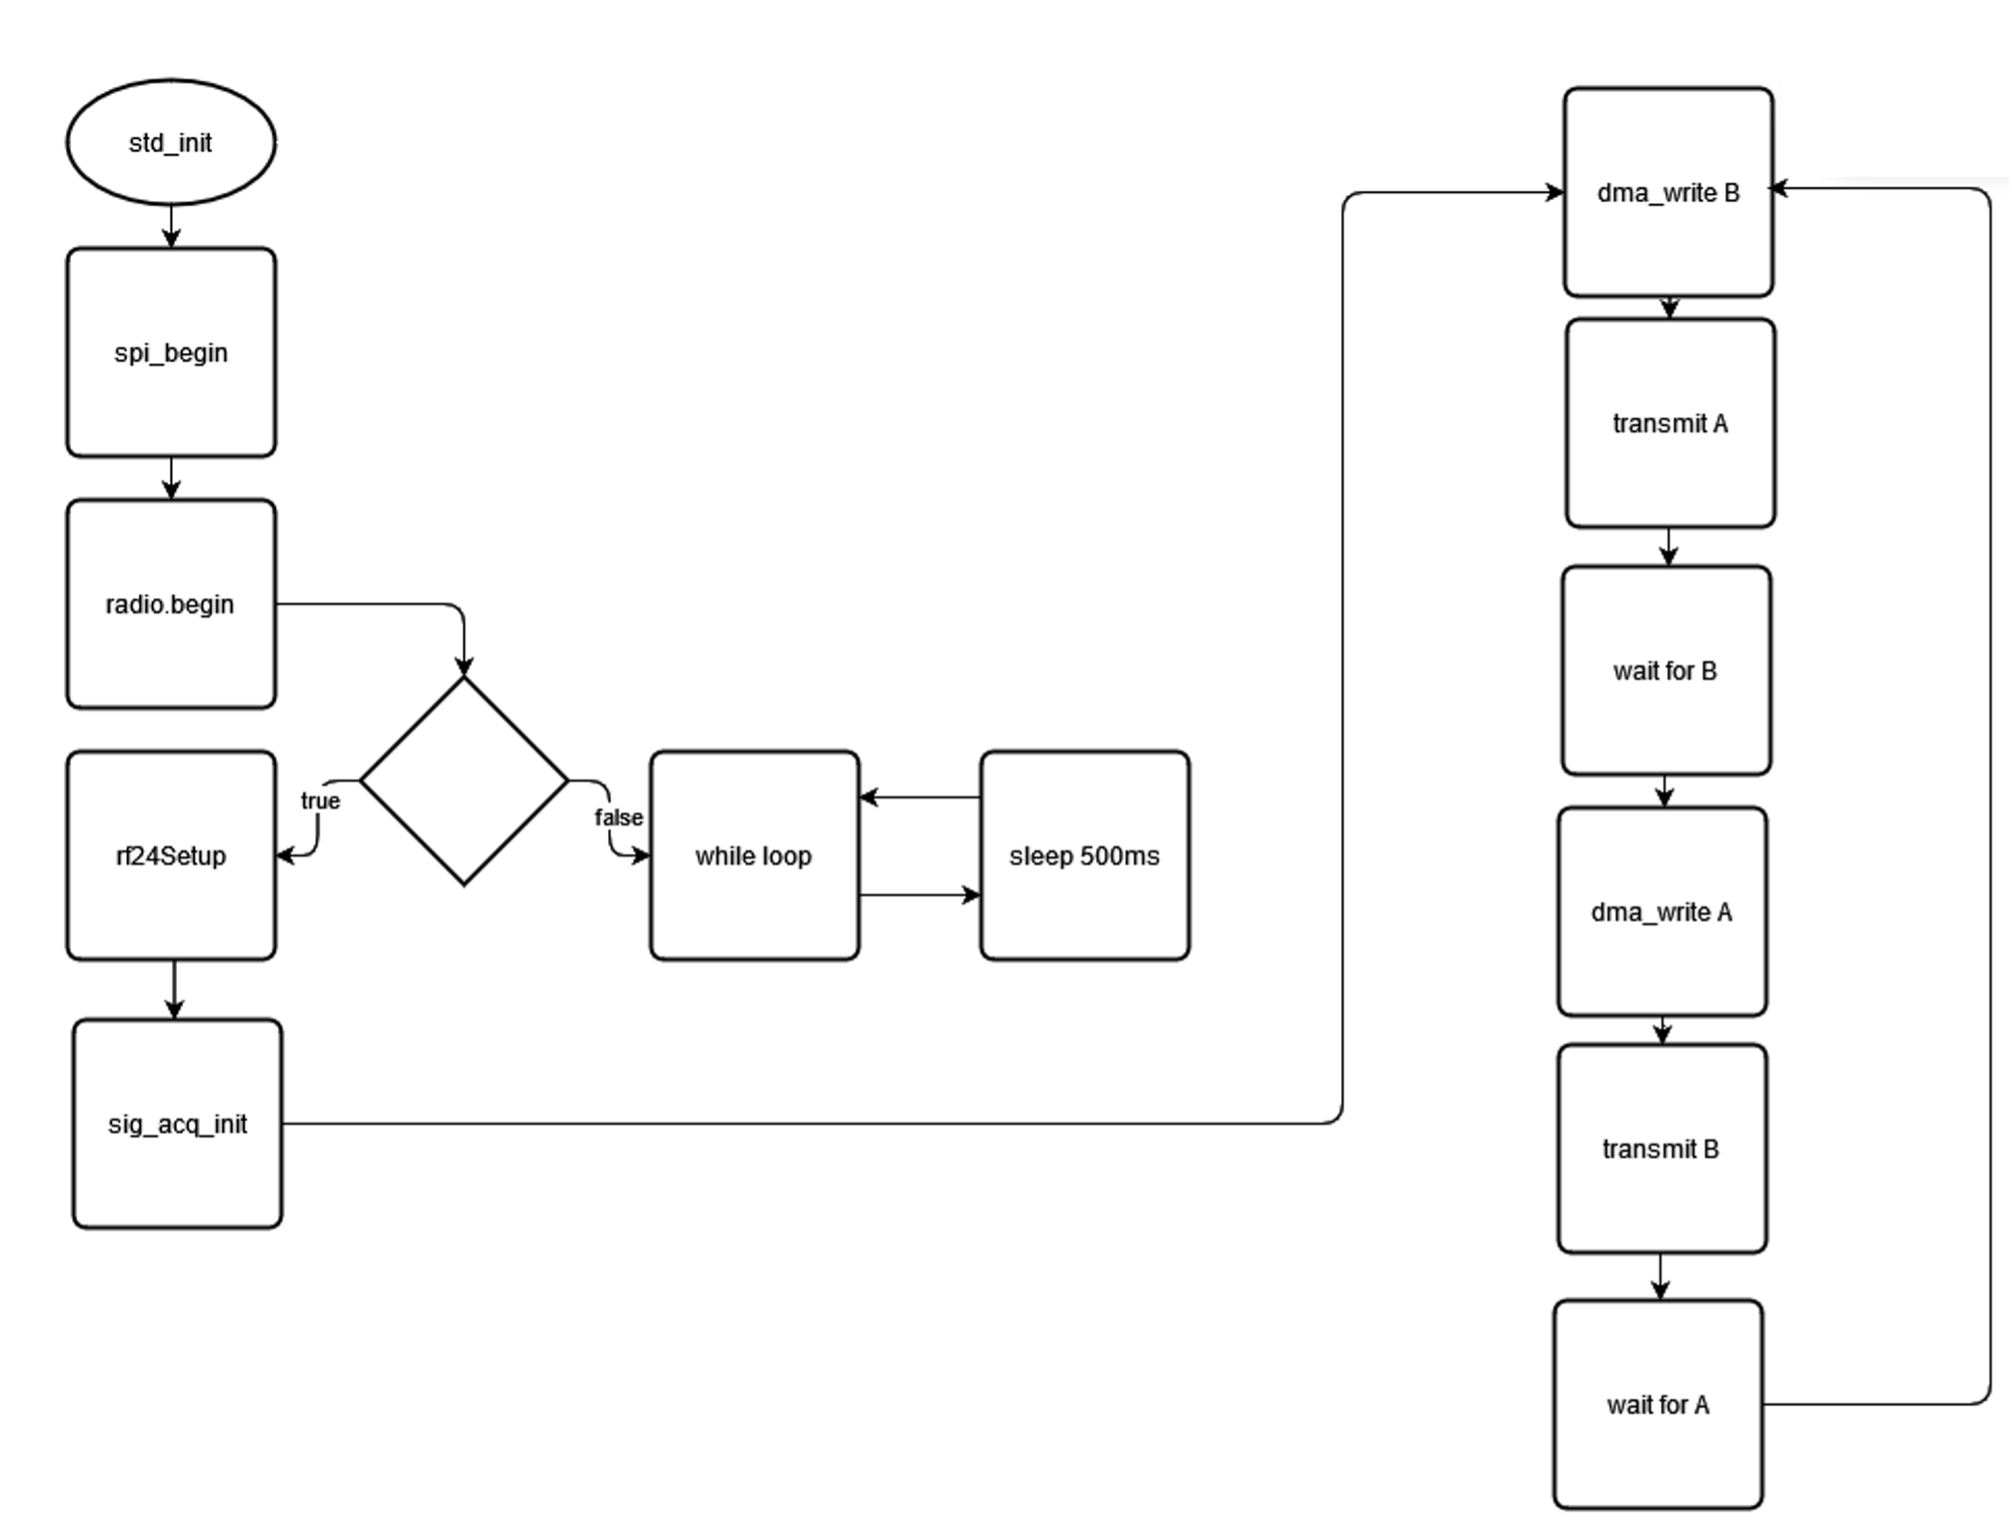 std_init
spi_begin
radio.begin
true
false
rf24Setup
while loop
sleep 500ms
sig_acq_init
dma_write B
transmit A
wait for B
dma_write A
transmit B
wait for A